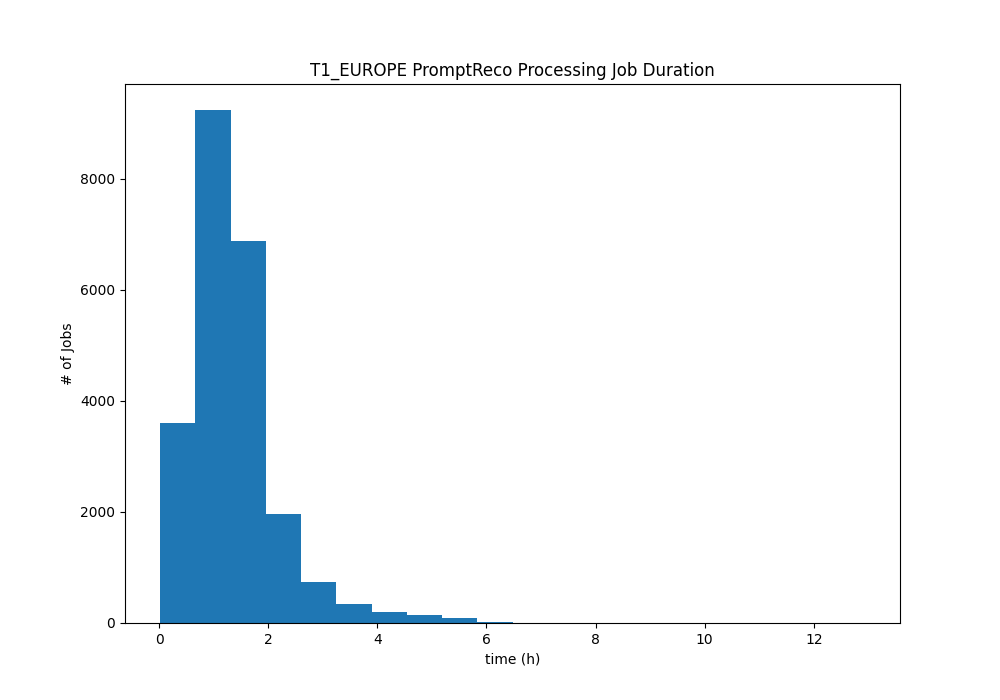 T1_EUROPE PromptReco Processing Job Duration
# of Jobs
8000
6000
4000
2000
0
0 2 4 6 8 10 12
time (h)